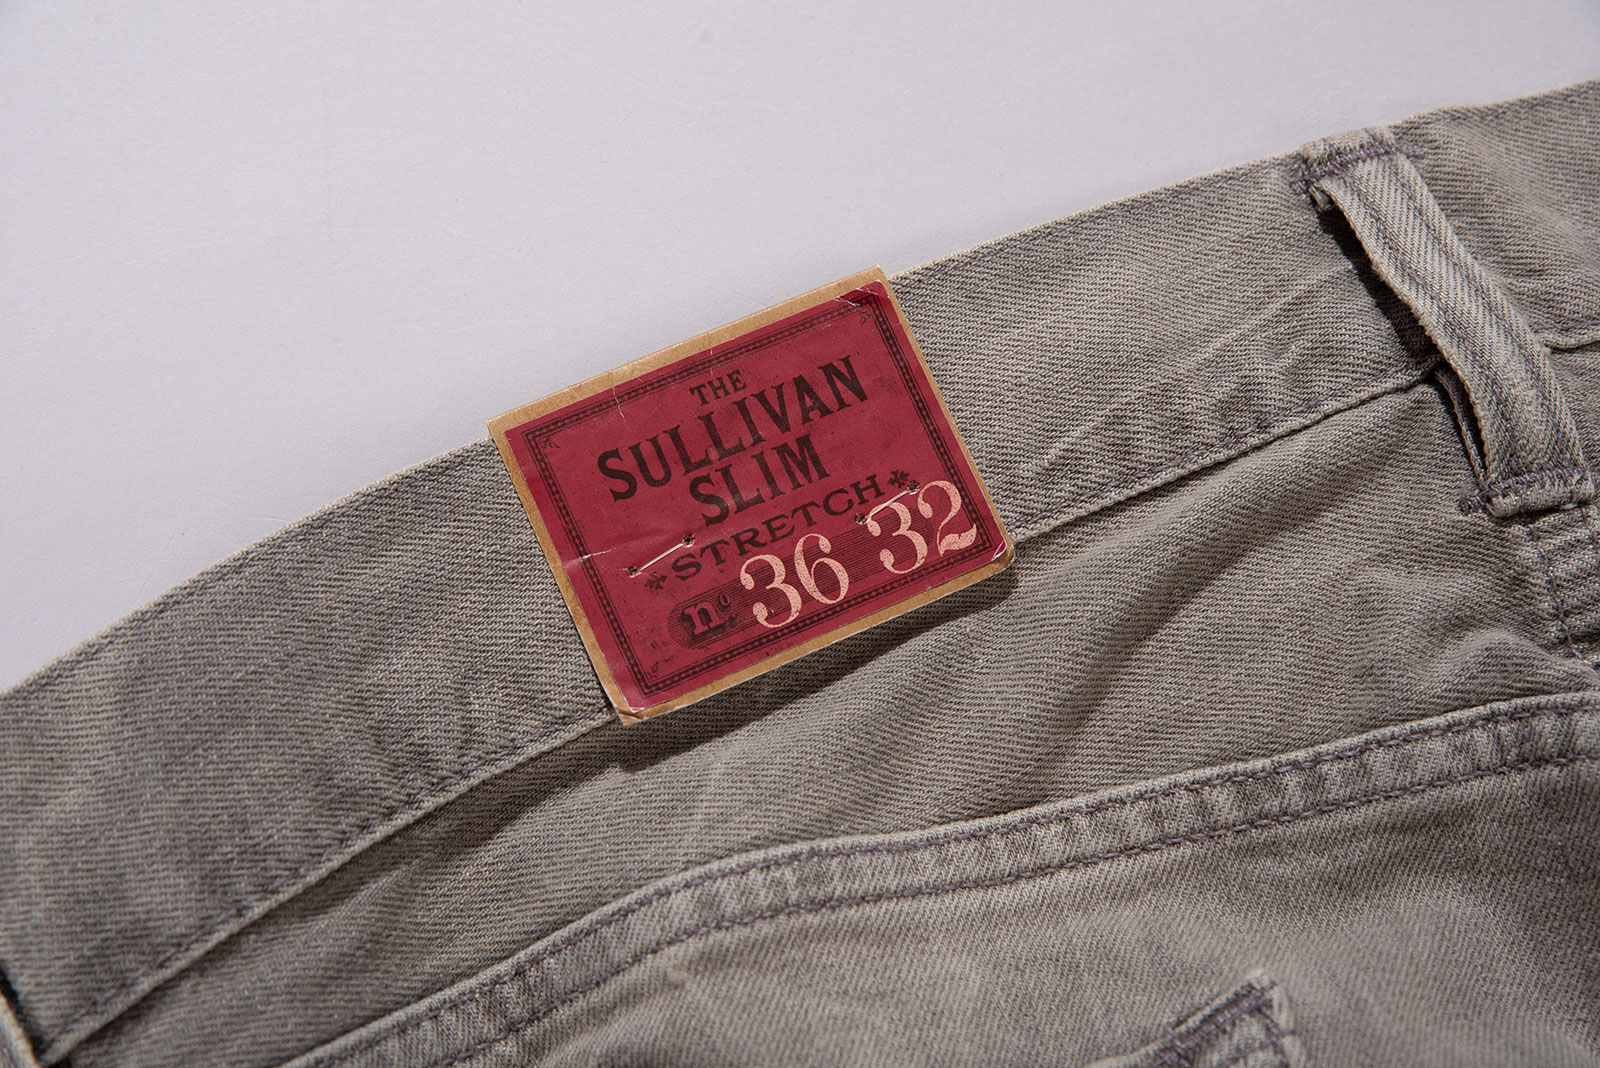 THE
SULLIVAN
SLIM
STRETCH
nº 36 32